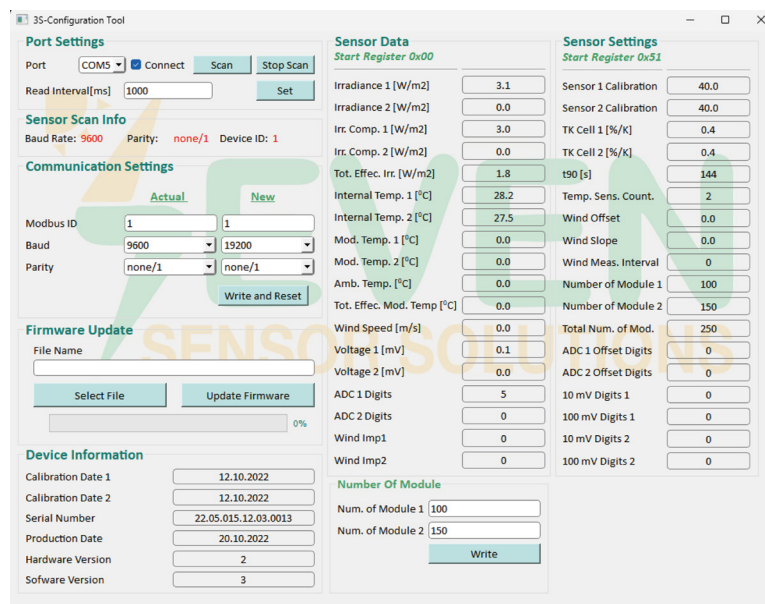 3S-Configuration Tool
Port Settings
Port COM5 Connect Scan Stop Scan
Read Interval[ms] 1000 Set
Sensor Scan Info
Baud Rate: 9600 Parity: none/1 Device ID: 1
Communication Settings
Actual New
Modbus ID 1 1
Baud 9600 19200
Parity none/1 none/1
Write and Reset
Firmware Update
File Name
Select File Update Firmware
0%
Device Information
Calibration Date 1 12.10.2022
Calibration Date 2 12.10.2022
Serial Number 22.05.015.12.03.0013
Production Date 20.10.2022
Hardware Version 2
Sofware Version 3
Sensor Data
Start Register 0x00
Irradiance 1 [W/m2] 3.1
Irradiance 2 [W/m2] 0.0
Irr. Comp. 1 [W/m2] 3.0
Irr. Comp. 2 [W/m2] 0.0
Tot. Effec. Irr. [W/m2] 1.8
Internal Temp. 1 [⁰C] 28.2
Internal Temp. 2 [⁰C] 27.5
Mod. Temp. 1 [⁰C] 0.0
Mod. Temp. 2 [⁰C] 0.0
Amb. Temp. [⁰C] 0.0
Tot. Effec. Mod. Temp [⁰C] 0.0
Wind Speed [m/s] 0.0
Voltage 1 [mV] 0.1
Voltage 2 [mV] 0.0
ADC 1 Digits 5
ADC 2 Digits 0
Wind Imp1 0
Wind Imp2 0
Number Of Module
Num. of Module 1 100
Num. of Module 2 150
Write
Sensor Settings
Start Register 0x51
Sensor 1 Calibration 40.0
Sensor 2 Calibration 40.0
TK Cell 1 [%/K] 0.4
TK Cell 2 [%/K] 0.4
t90 [s] 144
Temp. Sens. Count. 2
Wind Offset 0.0
Wind Slope 0.0
Wind Meas. Interval 0
Number of Module 1 100
Number of Module 2 150
Total Num. of Mod. 250
ADC 1 Offset Digits 0
ADC 2 Offset Digits 0
10 mV Digits 1 0
100 mV Digits 1 0
10 mV Digits 2 0
100 mV Digits 2 0
SEVEN
SENSOR SOLUTIONS